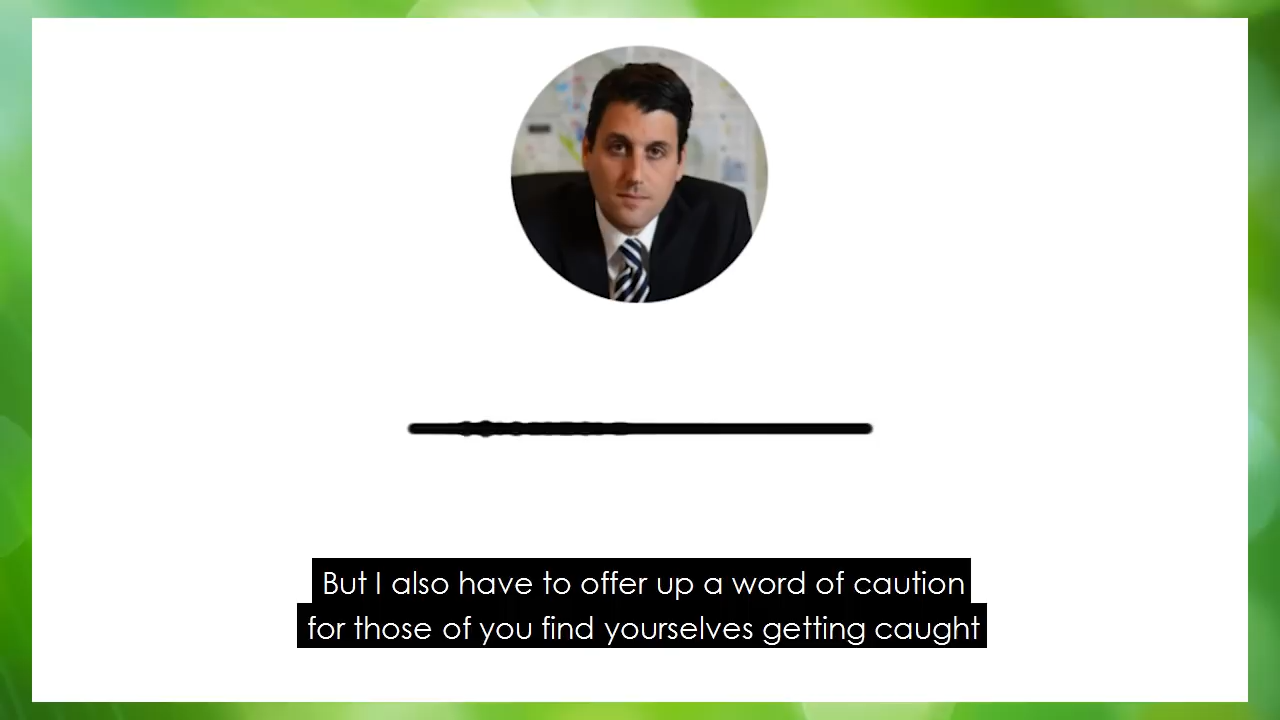 But I also have to offer up a word of caution
for those of you find yourselves getting caught